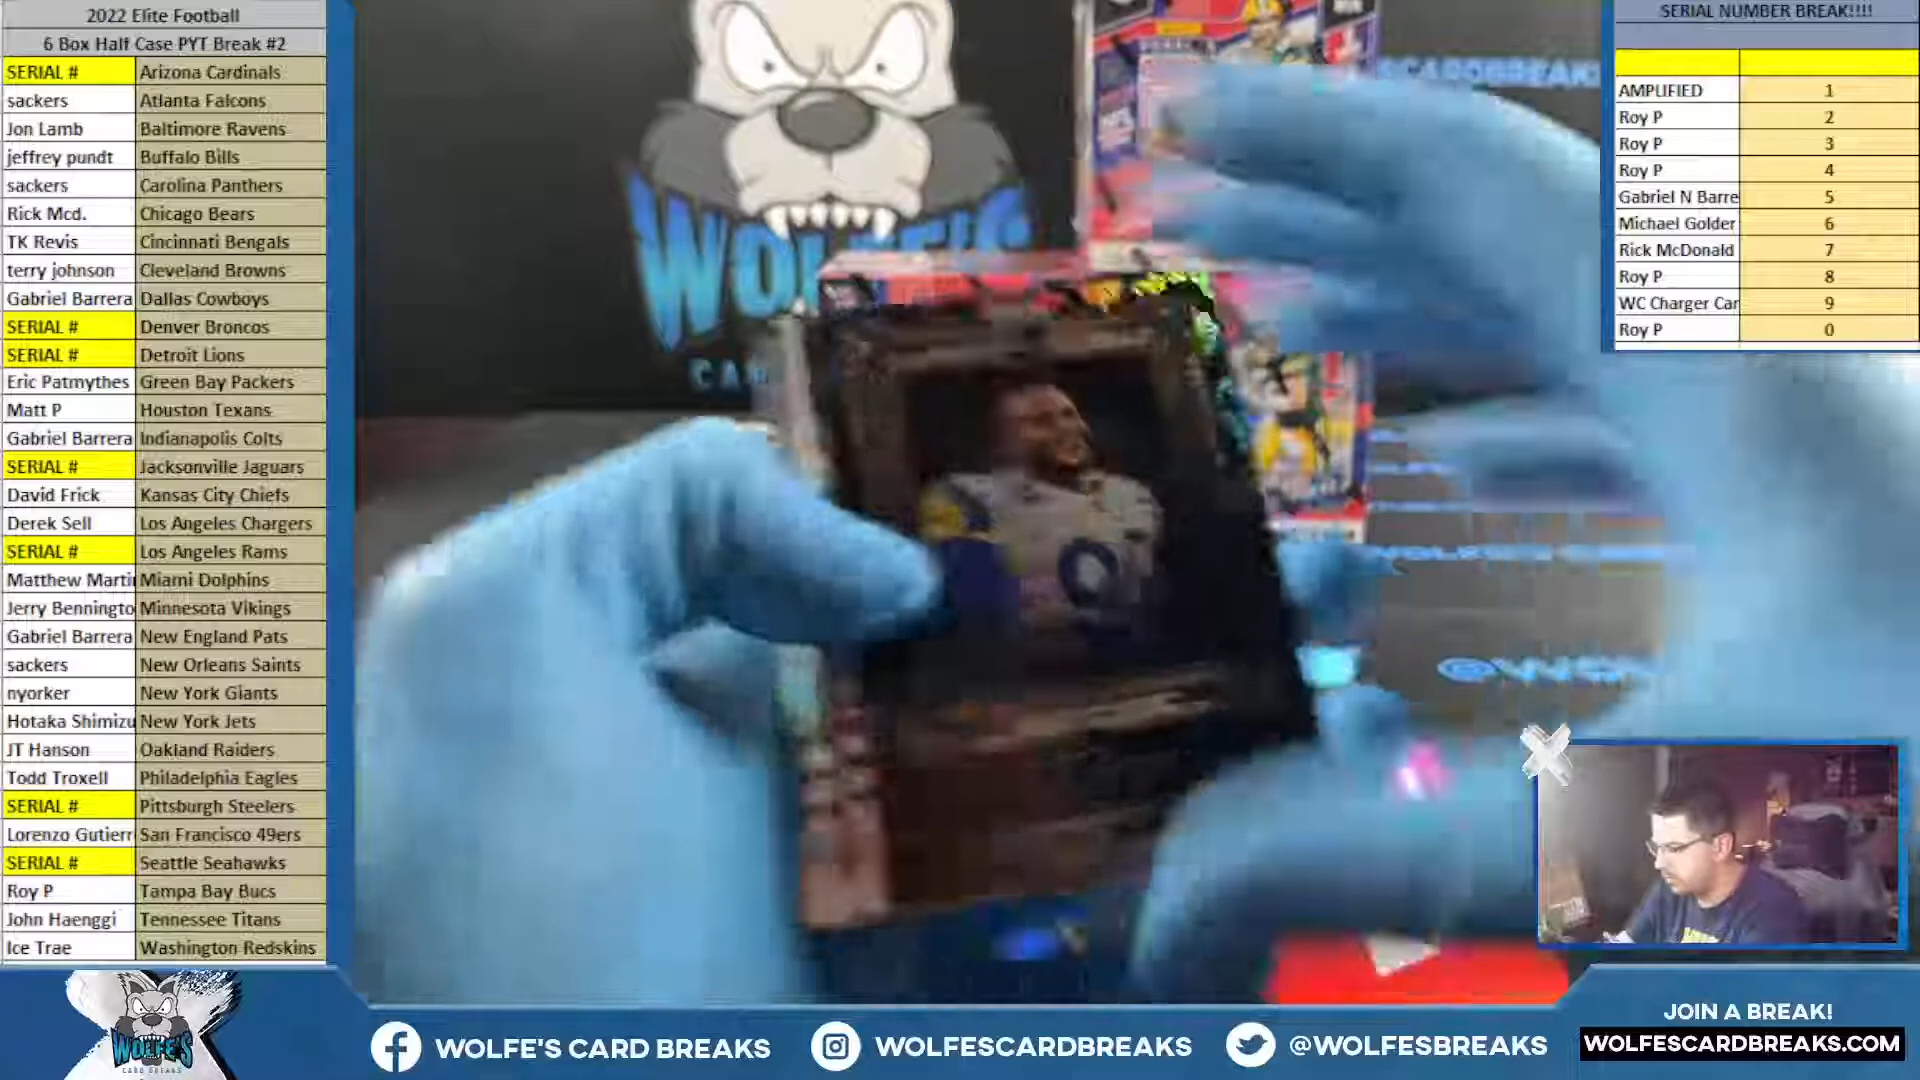 2022 Elite Football
6 Box Half Case PYT Break #2
SERIAL # Arizona Cardinals
sackers Atlanta Falcons
Jon Lamb Baltimore Ravens
jeffrey pundt Buffalo Bills
sackers Carolina Panthers
Rick Mcd. Chicago Bears
TK Revis Cincinnati Bengals
terry johnson Cleveland Browns
Gabriel Barrera Dallas Cowboys
SERIAL # Denver Broncos
SERIAL # Detroit Lions
Eric Patmythes Green Bay Packers
Matt P Houston Texans
Gabriel Barrera Indianapolis Colts
SERIAL # Jacksonville Jaguars
David Frick Kansas City Chiefs
Derek Sell Los Angeles Chargers
SERIAL # Los Angeles Rams
Matthew Marti Miami Dolphins
Jerry Benningto Minnesota Vikings
Gabriel Barrera New England Pats
sackers New Orleans Saints
nyorker New York Giants
Hotaka Shimizu New York Jets
JT Hanson Oakland Raiders
Todd Troxell Philadelphia Eagles
SERIAL # Pittsburgh Steelers
Lorenzo Gutierr San Francisco 49ers
SERIAL # Seattle Seahawks
Roy P Tampa Bay Bucs
John Haenggi Tennessee Titans
Ice Trae Washington Redskins
WOLFE'S
SERIAL NUMBER BREAK!!!!
AMPLIFIED 1
Roy P 2
Roy P 3
Roy P 4
Gabriel N Barre 5
Michael Golder 6
Rick McDonald 7
Roy P 8
WC Charger Car 9
Roy P 0
WOLFE'S
CARD BREAKS
WOLFE'S CARD BREAKS
WOLFESCARDBREAKS
@WOLFESBREAKS
JOIN A BREAK!
WOLFESCARDBREAKS.COM